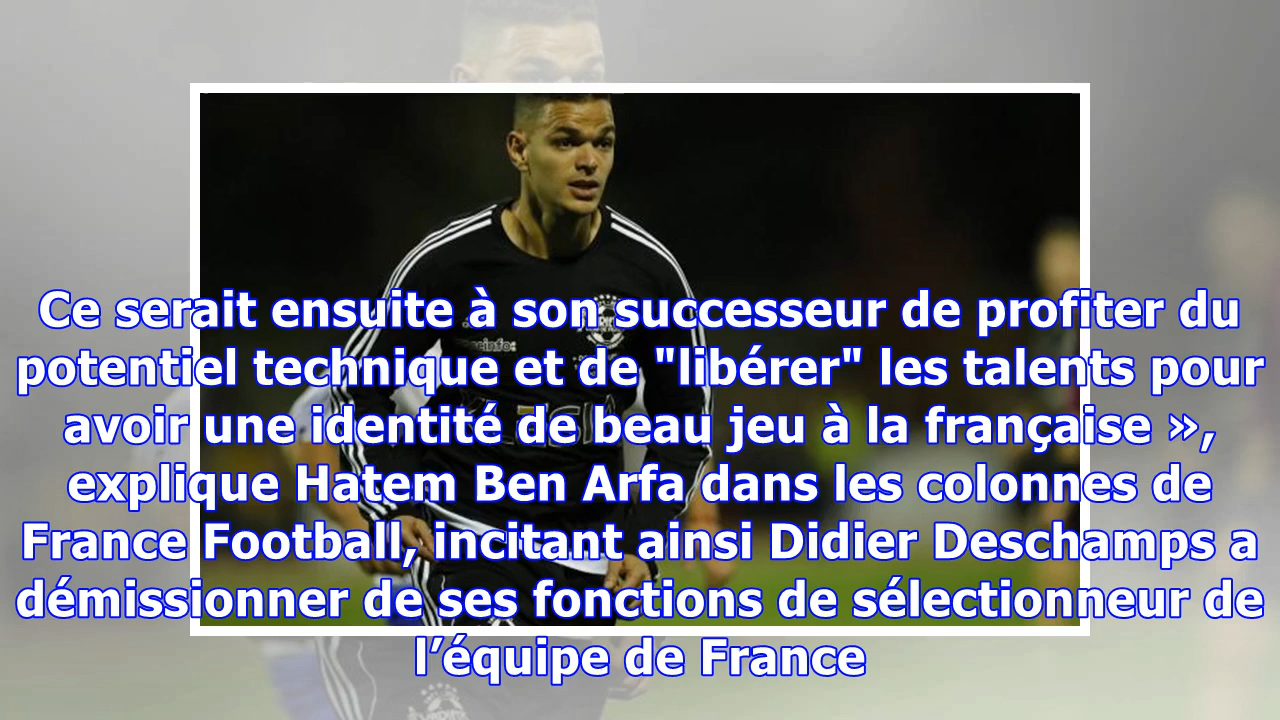 Ce serait ensuite à son successeur de profiter du
potentiel technique et de "libérer" les talents pour
avoir une identité de beau jeu à la française »,
explique Hatem Ben Arfa dans les colonnes de
France Football, incitant ainsi Didier Deschamps a
démissionner de ses fonctions de sélectionneur de
l’équipe de France